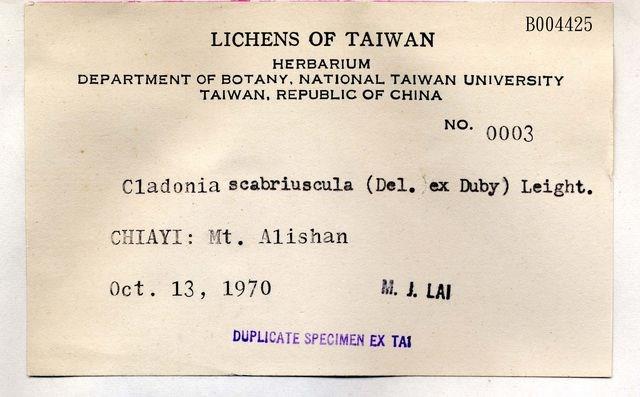 B004425
LICHENS OF TAIWAN
HERBARIUM
DEPARTMENT OF BOTANY, NATIONAL TAIWAN UNIVERSITY
TAIWAN, REPUBLIC OF CHINA
NO. 0003
Cladonia scabriuscula (Del. ex Duby) Leight.
CHIAYI: Mt. Alishan
Oct. 13, 1970 M. J. LAI
DUPLICATE SPECIMEN EX TAI